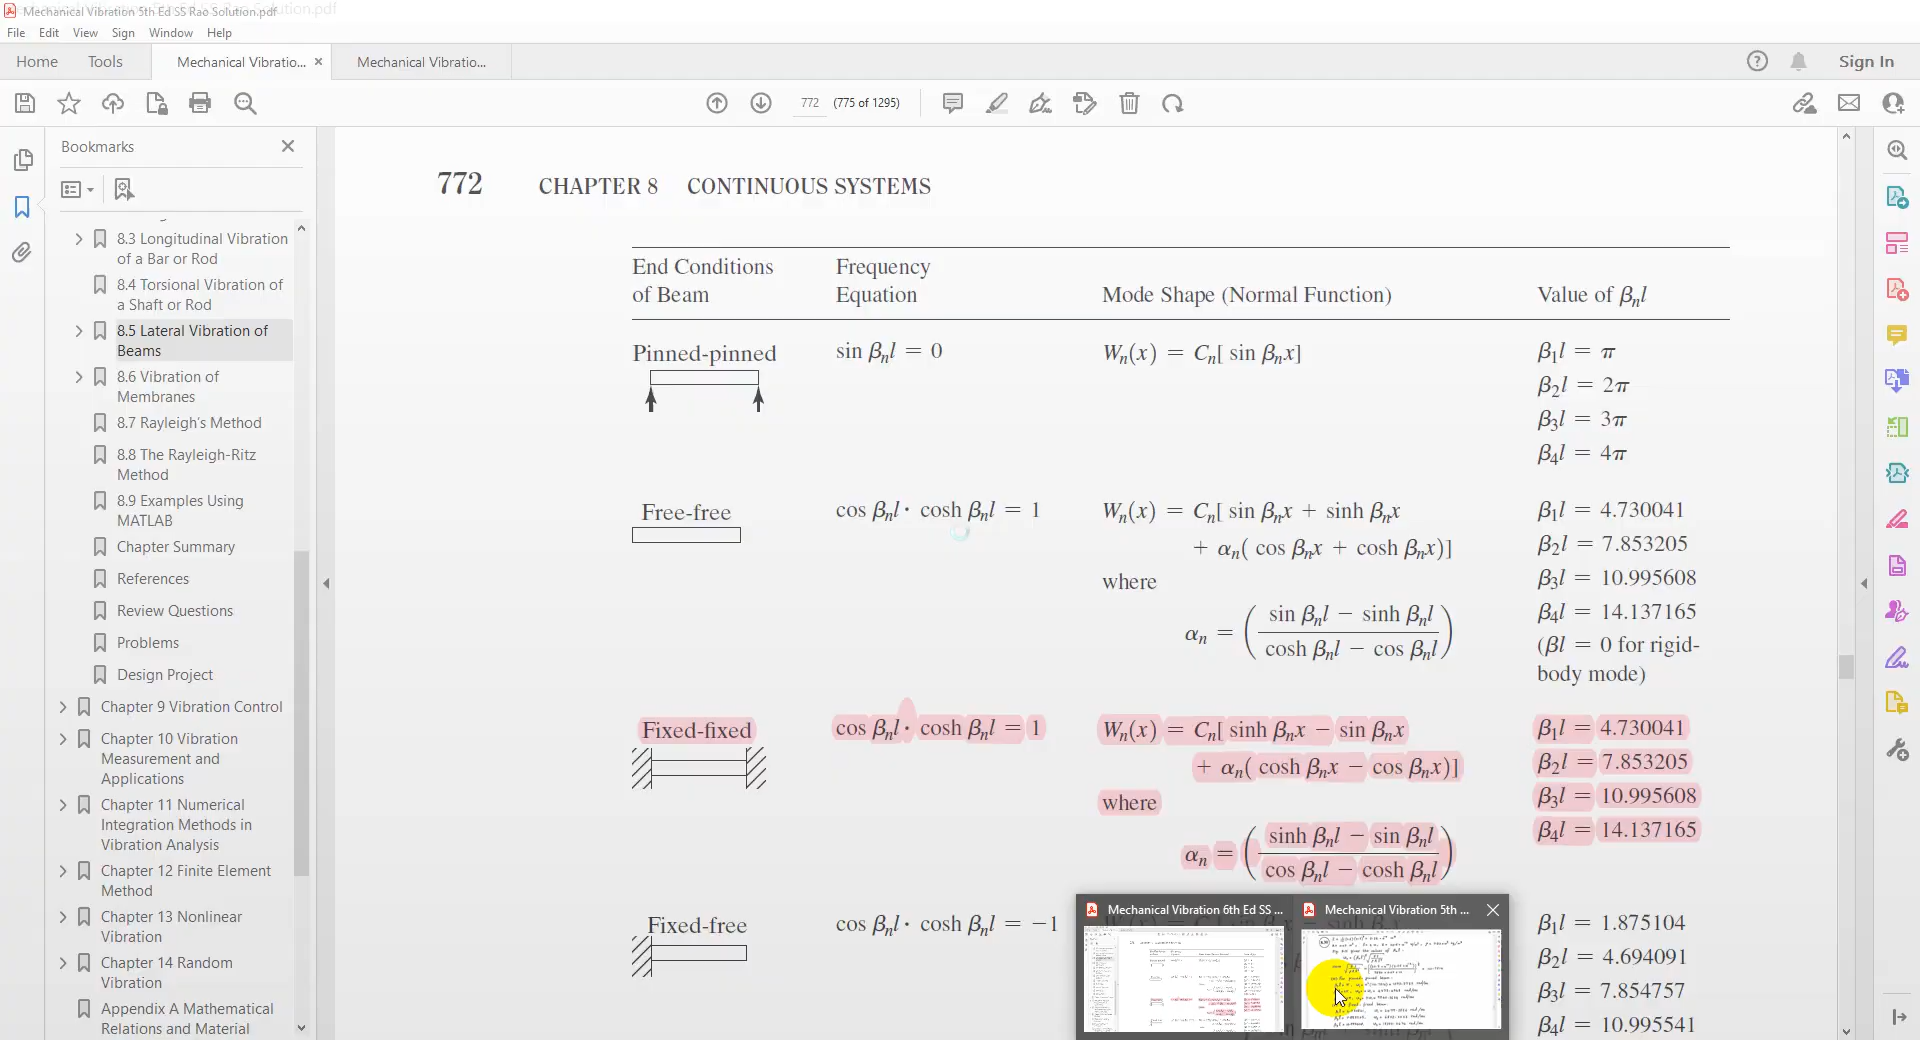 Mechanical Vibration 5th Ed SS Rao Solution.pdf
File Edit View Sign Window Help
Home Tools Mechanical Vibratio... × Mechanical Vibratio... Sign In
772 (775 of 1295)
Bookmarks
8.3 Longitudinal Vibration
of a Bar or Rod
8.4 Torsional Vibration of
a Shaft or Rod
8.5 Lateral Vibration of
Beams
8.6 Vibration of
Membranes
8.7 Rayleigh's Method
8.8 The Rayleigh-Ritz
Method
8.9 Examples Using
MATLAB
Chapter Summary
References
Review Questions
Problems
Design Project
Chapter 9 Vibration Control
Chapter 10 Vibration
Measurement and
Applications
Chapter 11 Numerical
Integration Methods in
Vibration Analysis
Chapter 12 Finite Element
Method
Chapter 13 Nonlinear
Vibration
Chapter 14 Random
Vibration
Appendix A Mathematical
Relations and Material
772 CHAPTER 8 CONTINUOUS SYSTEMS
End Conditions
of Beam
Frequency
Equation
Mode Shape (Normal Function)
Value of βₙl
Pinned-pinned
sin βₙl = 0
Wₙ(x) = Cₙ[ sin βₙx]
β₁l = π
β₂l = 2π
β₃l = 3π
β₄l = 4π
Free-free
cos βₙl · cosh βₙl = 1
Wₙ(x) = Cₙ[ sin βₙx + sinh βₙx
+ αₙ( cos βₙx + cosh βₙx)]
where
αₙ = ( sin βₙl − sinh βₙl
cosh βₙl − cos βₙl )
β₁l = 4.730041
β₂l = 7.853205
β₃l = 10.995608
β₄l = 14.137165
(βl = 0 for rigid-
body mode)
Fixed-fixed
cos βₙl · cosh βₙl = 1
Wₙ(x) = Cₙ[ sinh βₙx − sin βₙx
+ αₙ( cosh βₙx − cos βₙx)]
where
αₙ = ( sinh βₙl − sin βₙl
cos βₙl − cosh βₙl )
β₁l = 4.730041
β₂l = 7.853205
β₃l = 10.995608
β₄l = 14.137165
Fixed-free
cos βₙl · cosh βₙl = −1
β₁l = 1.875104
β₂l = 4.694091
β₃l = 7.854757
β₄l = 10.995541
Mechanical Vibration 6th Ed SS ...
Mechanical Vibration 5th ...